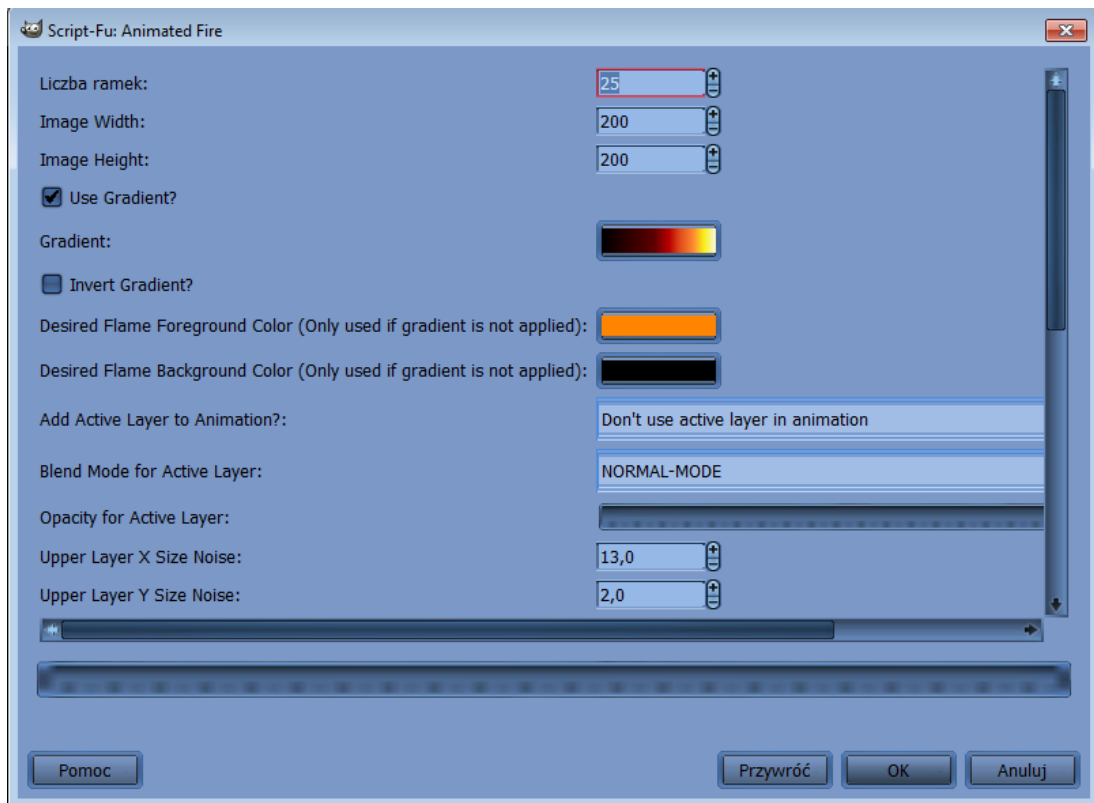 Script-Fu: Animated Fire
Liczba ramek: 25
Image Width: 200
Image Height: 200
Use Gradient?
Gradient:
Invert Gradient?
Desired Flame Foreground Color (Only used if gradient is not applied):
Desired Flame Background Color (Only used if gradient is not applied):
Add Active Layer to Animation?: Don't use active layer in animation
Blend Mode for Active Layer: NORMAL-MODE
Opacity for Active Layer:
Upper Layer X Size Noise: 13,0
Upper Layer Y Size Noise: 2,0
Pomoc Przywróć OK Anuluj